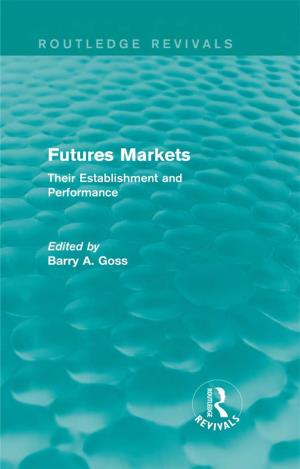 ROUTLEDGE REVIVALS
Futures Markets
Their Establishment and
Performance
Edited by
Barry A. Goss
ROUTLEDGE
REVIVALS